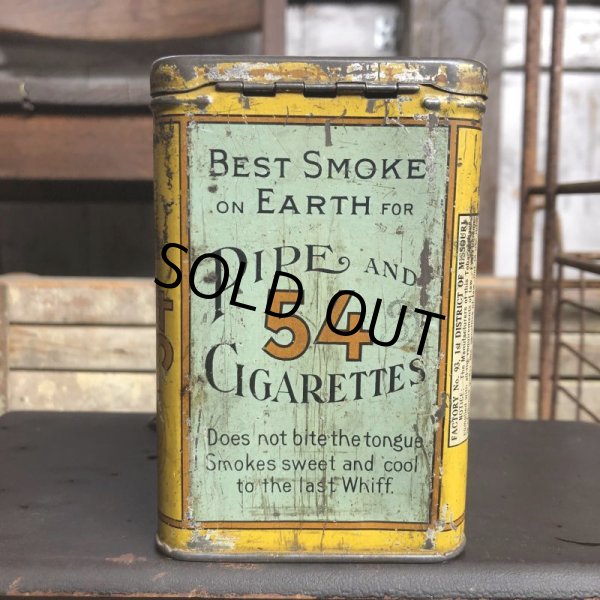 BEST SMOKE
ON EARTH FOR
PIPE AND
54
CIGARETTES
Does not bite the tongue
Smokes sweet and cool
to the last Whiff.
SOLD OUT
FACTORY No. 93, 1st DISTRICT OF MISSOURI